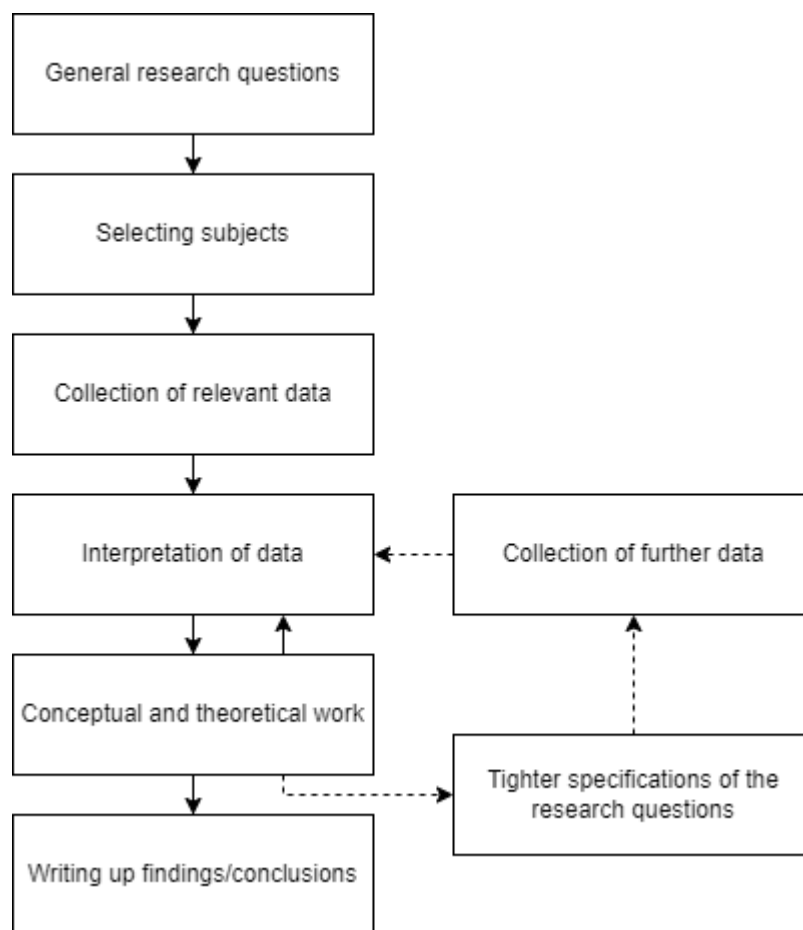 General research questions
Selecting subjects
Collection of relevant data
Interpretation of data
Collection of further data
Conceptual and theoretical work
Tighter specifications of the
research questions
Writing up findings/conclusions